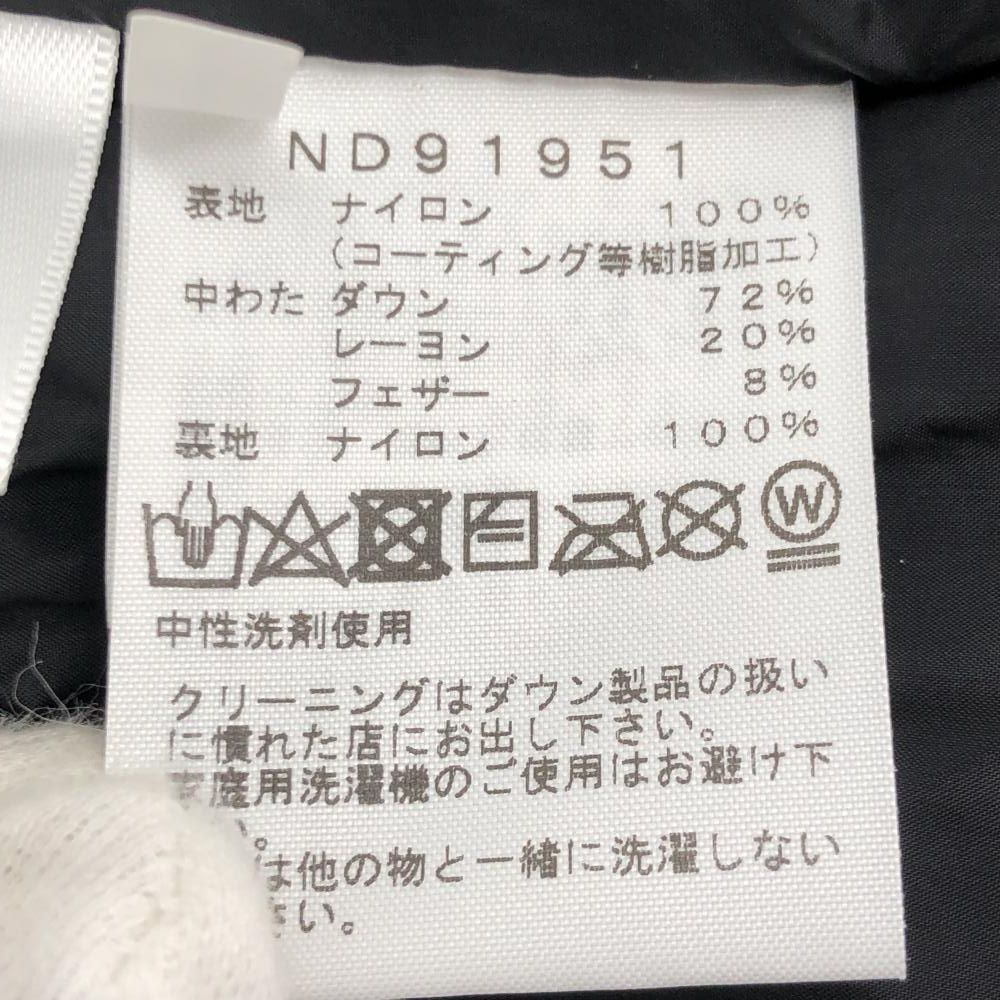 ND91951
表地 ナイロン 100%
(コーティング等樹脂加工)
中わた ダウン 72%
レーヨン 20%
フェザー 8%
裏地 ナイロン 100%
W
中性洗剤使用
クリーニングはダウン製品の扱い
に慣れた店にお出し下さい。
家庭用洗濯機のご使用はお避け下
い。
は他の物と一緒に洗濯しない
さい。